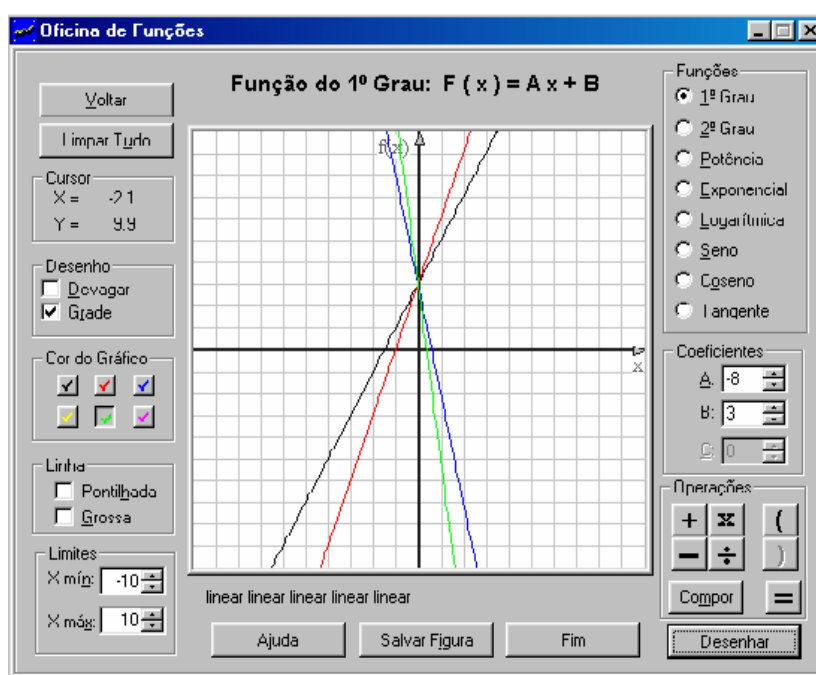 Oficina de Funções
Função do 1º Grau: F ( x ) = A x + B
Voltar
Limpar Tudo
Cursor
X = -2.1
Y = 9.9
Desenho
Devagar
Grade
Cor do Gráfico
Linha
Pontilhada
Grossa
Limites
X mín: -10
X máx: 10
f(x)
x
linear linear linear linear linear
Ajuda
Salvar Figura
Fim
Funções
1º Grau
2º Grau
Potência
Exponencial
Logarítmica
Seno
Coseno
Tangente
Coeficientes
A: -8
B: 3
C: 0
Operações
+ x (
− ÷ )
Compor =
Desenhar